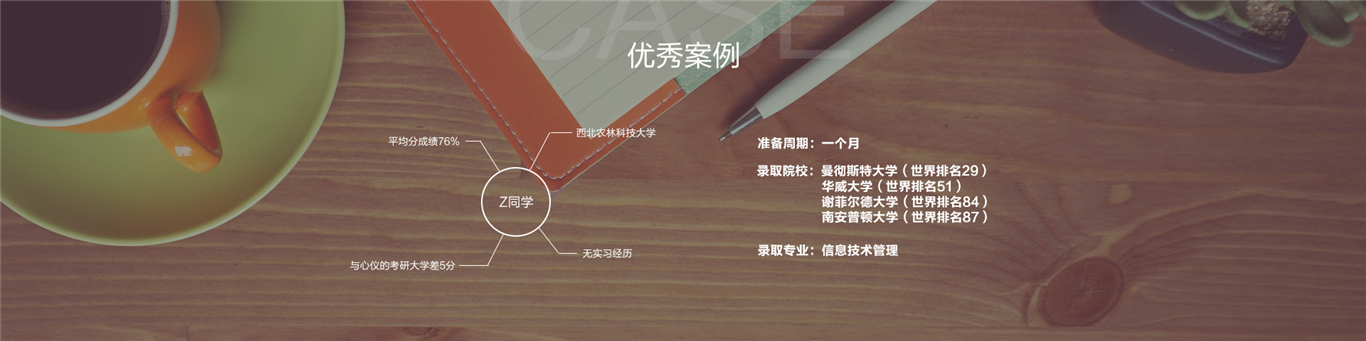 CASE
优秀案例
平均分成绩76%
西北农林科技大学
Z同学
与心仪的考研大学差5分
无实习经历
准备周期：一个月
录取院校：曼彻斯特大学（世界排名29）
华威大学（世界排名51）
谢菲尔德大学（世界排名84）
南安普顿大学（世界排名87）
录取专业：信息技术管理